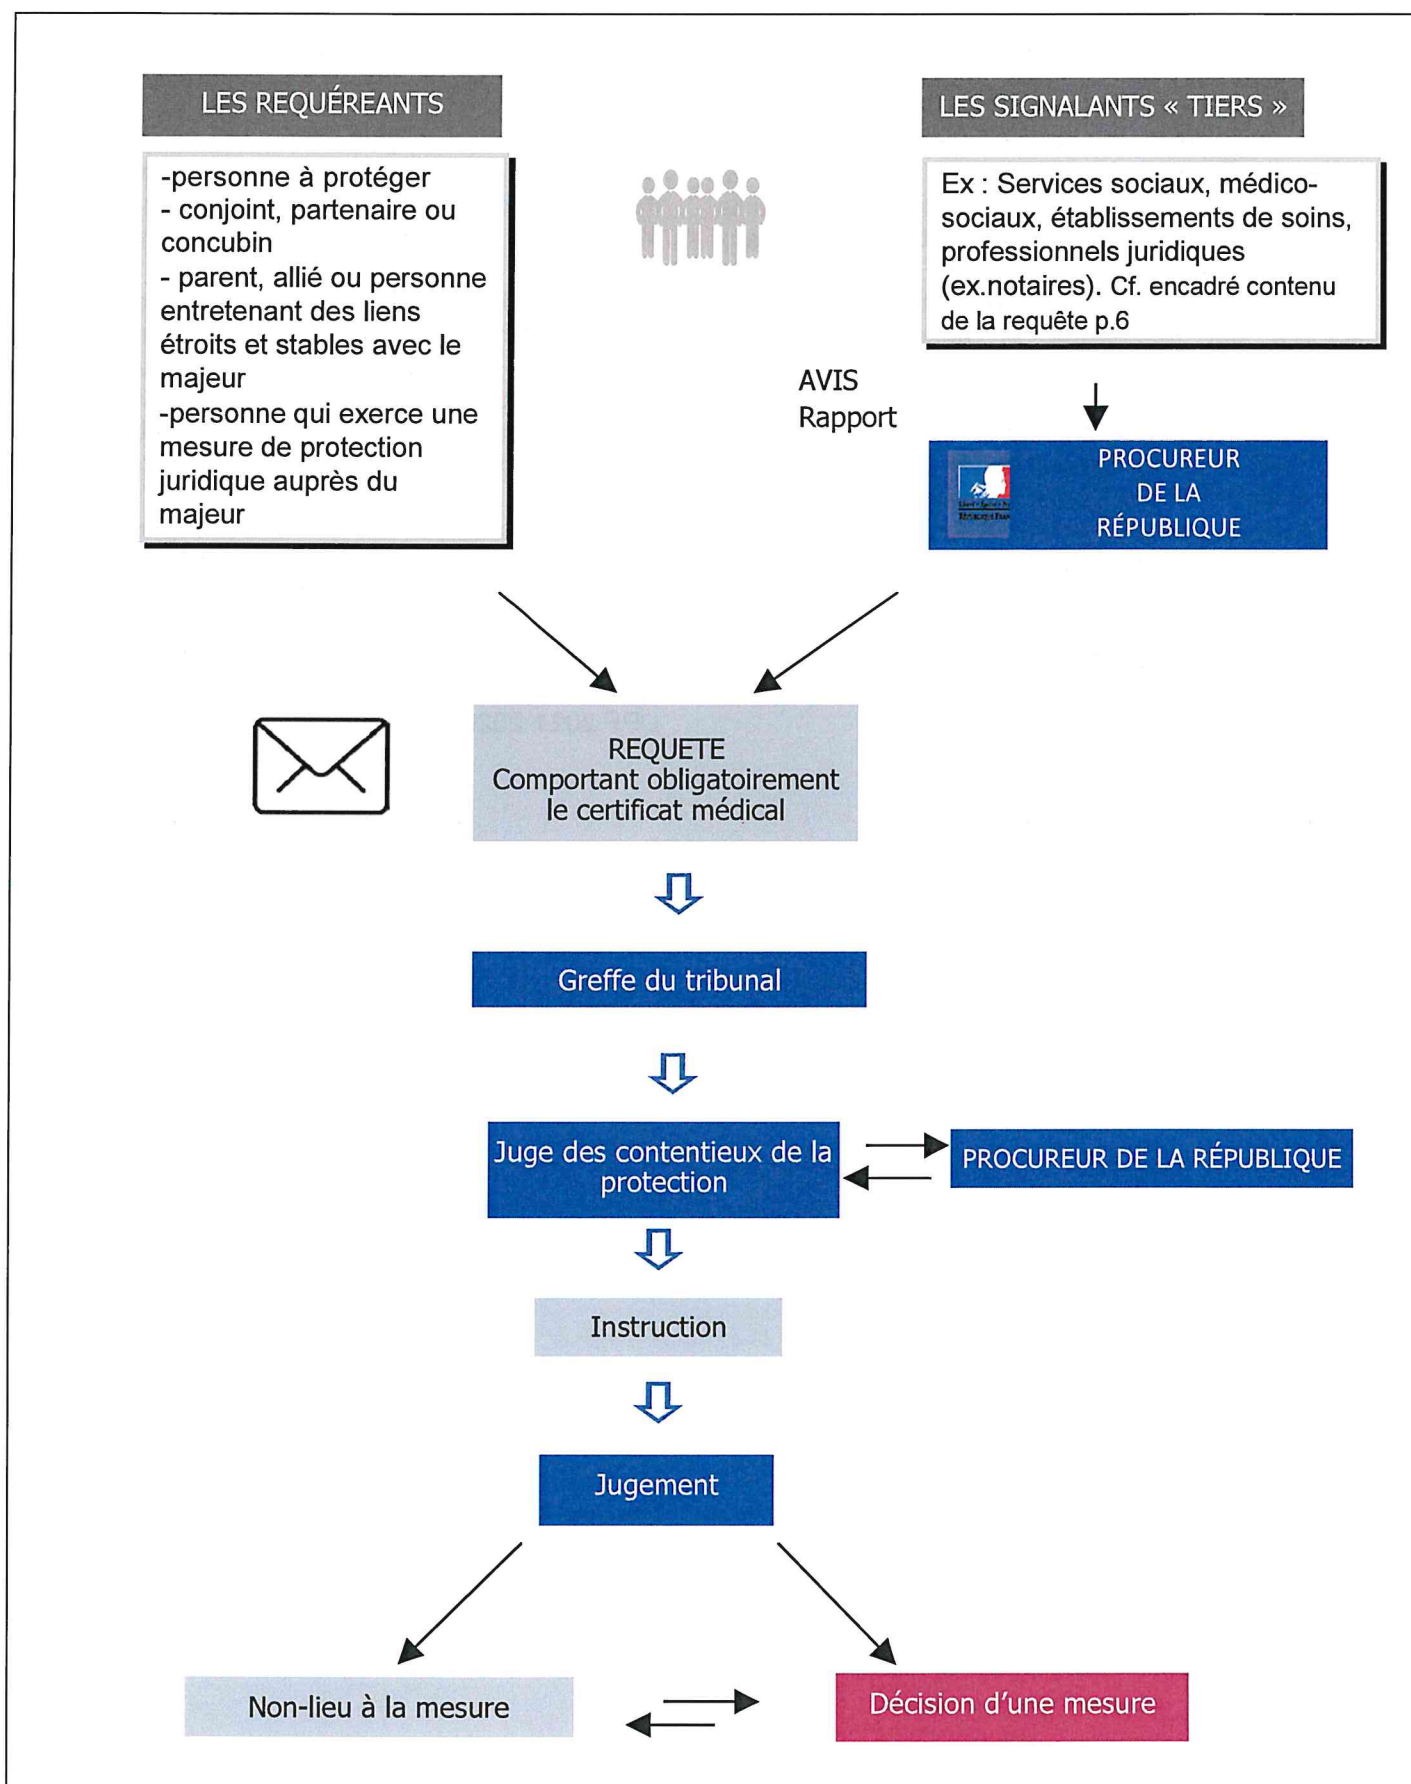 LES REQUÉREANTS
-personne à protéger
- conjoint, partenaire ou
concubin
- parent, allié ou personne
entretenant des liens
étroits et stables avec le
majeur
-personne qui exerce une
mesure de protection
juridique auprès du
majeur
LES SIGNALANTS « TIERS »
Ex : Services sociaux, médico-
sociaux, établissements de soins,
professionnels juridiques
(ex.notaires). Cf. encadré contenu
de la requête p.6
AVIS
Rapport
PROCUREUR
DE LA
RÉPUBLIQUE
REQUETE
Comportant obligatoirement
le certificat médical
Greffe du tribunal
Juge des contentieux de la
protection
PROCUREUR DE LA RÉPUBLIQUE
Instruction
Jugement
Non-lieu à la mesure
Décision d'une mesure